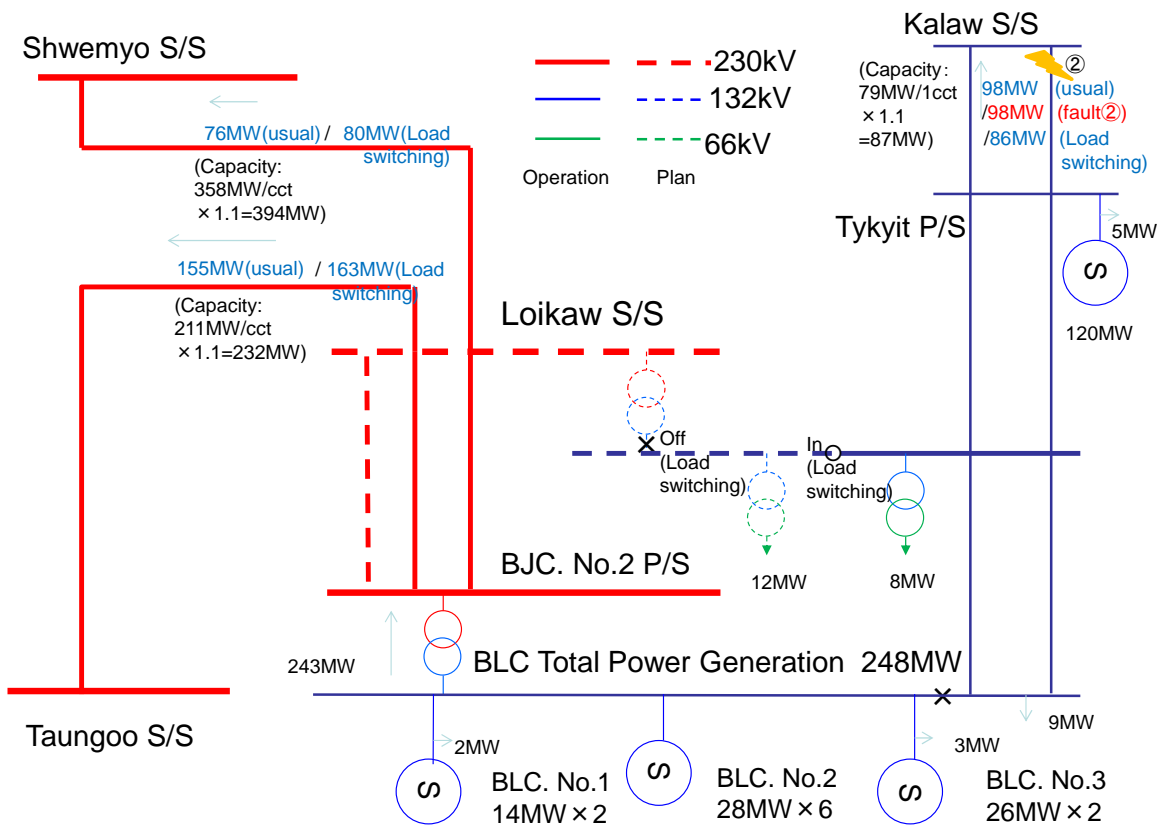 Shwemyo S/S
Kalaw S/S
230kV
132kV
66kV
Operation
Plan
(Capacity:
79MW/1cct
×1.1
=87MW)
②
98MW (usual)
/98MW (fault②)
/86MW (Load
switching)
76MW(usual) / 80MW(Load
switching)
(Capacity:
358MW/cct
×1.1=394MW)
Tykyit P/S
5MW
S
120MW
155MW(usual) / 163MW(Load
switching)
(Capacity:
211MW/cct
×1.1=232MW)
Loikaw S/S
Off
(Load
switching)
In
(Load
switching)
12MW
8MW
BJC. No.2 P/S
243MW
BLC Total Power Generation 248MW
Taungoo S/S
2MW
3MW
9MW
S
S
S
BLC. No.1
14MW×2
BLC. No.2
28MW×6
BLC. No.3
26MW×2